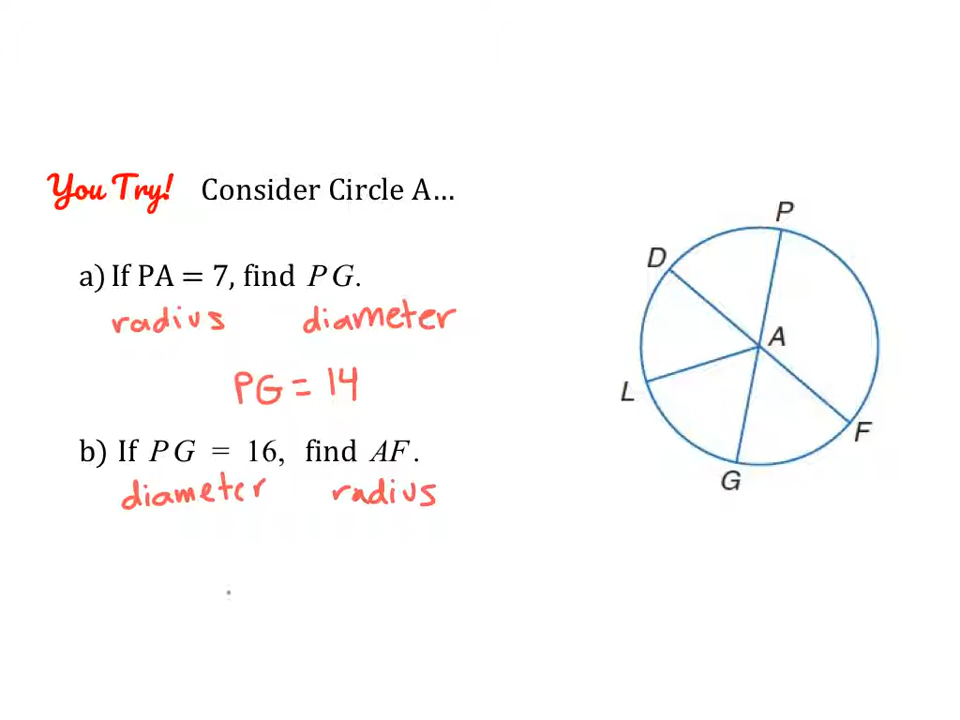 You Try! Consider Circle A…
a) If PA = 7, find PG.
radius diameter
PG = 14
b) If PG = 16, find AF.
diameter radius
P
D
A
L
F
G